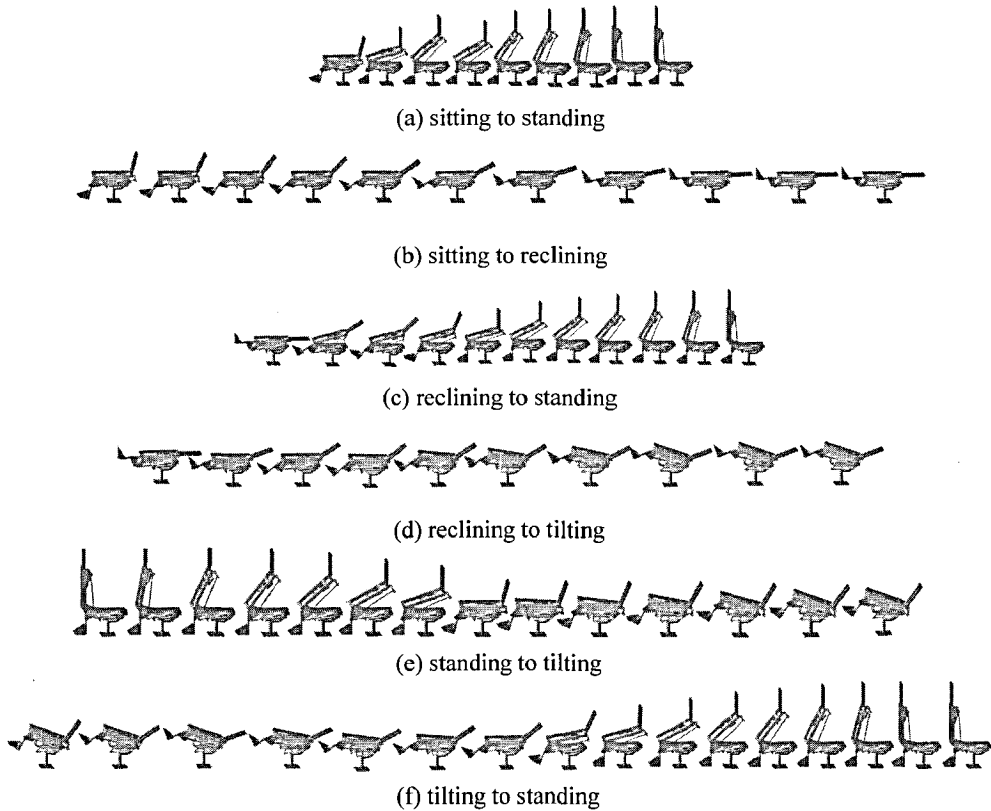 (a) sitting to standing
(b) sitting to reclining
(c) reclining to standing
(d) reclining to tilting
(e) standing to tilting
(f) tilting to standing